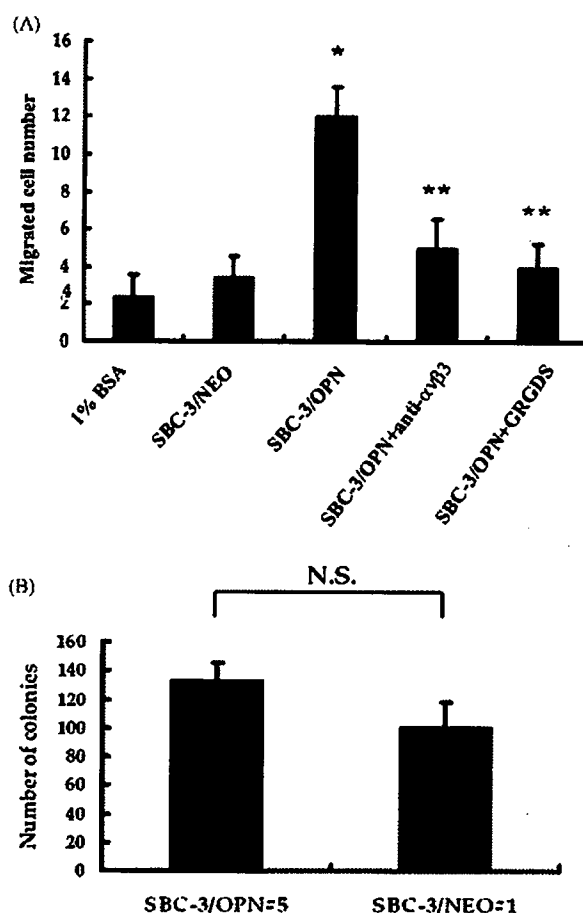 (A)
16
*
14
12
10
8
**
**
6
4
4
2
0
Migrated cell number
1% BSA
SBC-3/NEO
SBC-3/OPN
SBC-3/OPN+anti-αvβ3
SBC-3/OPN+GRGDS
(B)
N.S.
160
140
120
100
80
60
40
20
0
Number of colonics
SBC-3/OPN=5
SBC-3/NEO=1